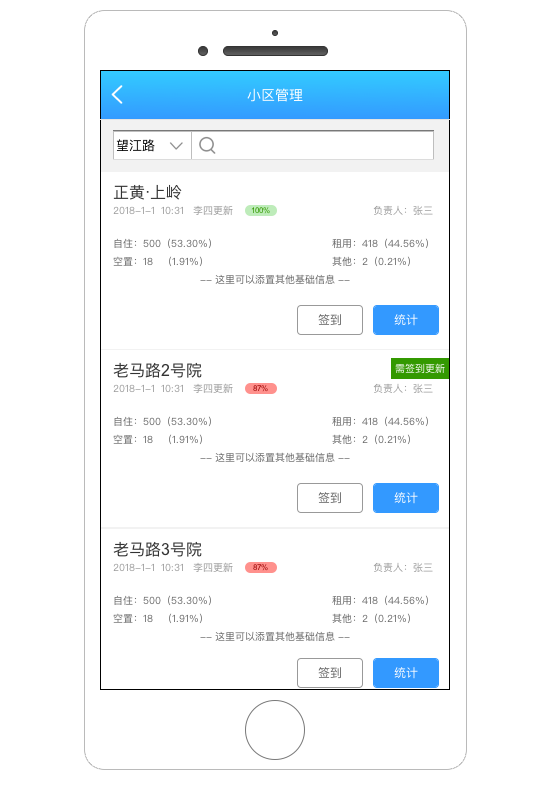 小区管理
望江路
正黄·上岭
2018-1-1 10:31 李四更新 100% 负责人：张三
自住：500（53.30%） 租用：418（44.56%）
空置：18 （1.91%） 其他：2（0.21%）
-- 这里可以添置其他基础信息 --
签到 统计
老马路2号院 需签到更新
2018-1-1 10:31 李四更新 87% 负责人：张三
自住：500（53.30%） 租用：418（44.56%）
空置：18 （1.91%） 其他：2（0.21%）
-- 这里可以添置其他基础信息 --
签到 统计
老马路3号院
2018-1-1 10:31 李四更新 87% 负责人：张三
自住：500（53.30%） 租用：418（44.56%）
空置：18 （1.91%） 其他：2（0.21%）
-- 这里可以添置其他基础信息 --
签到 统计